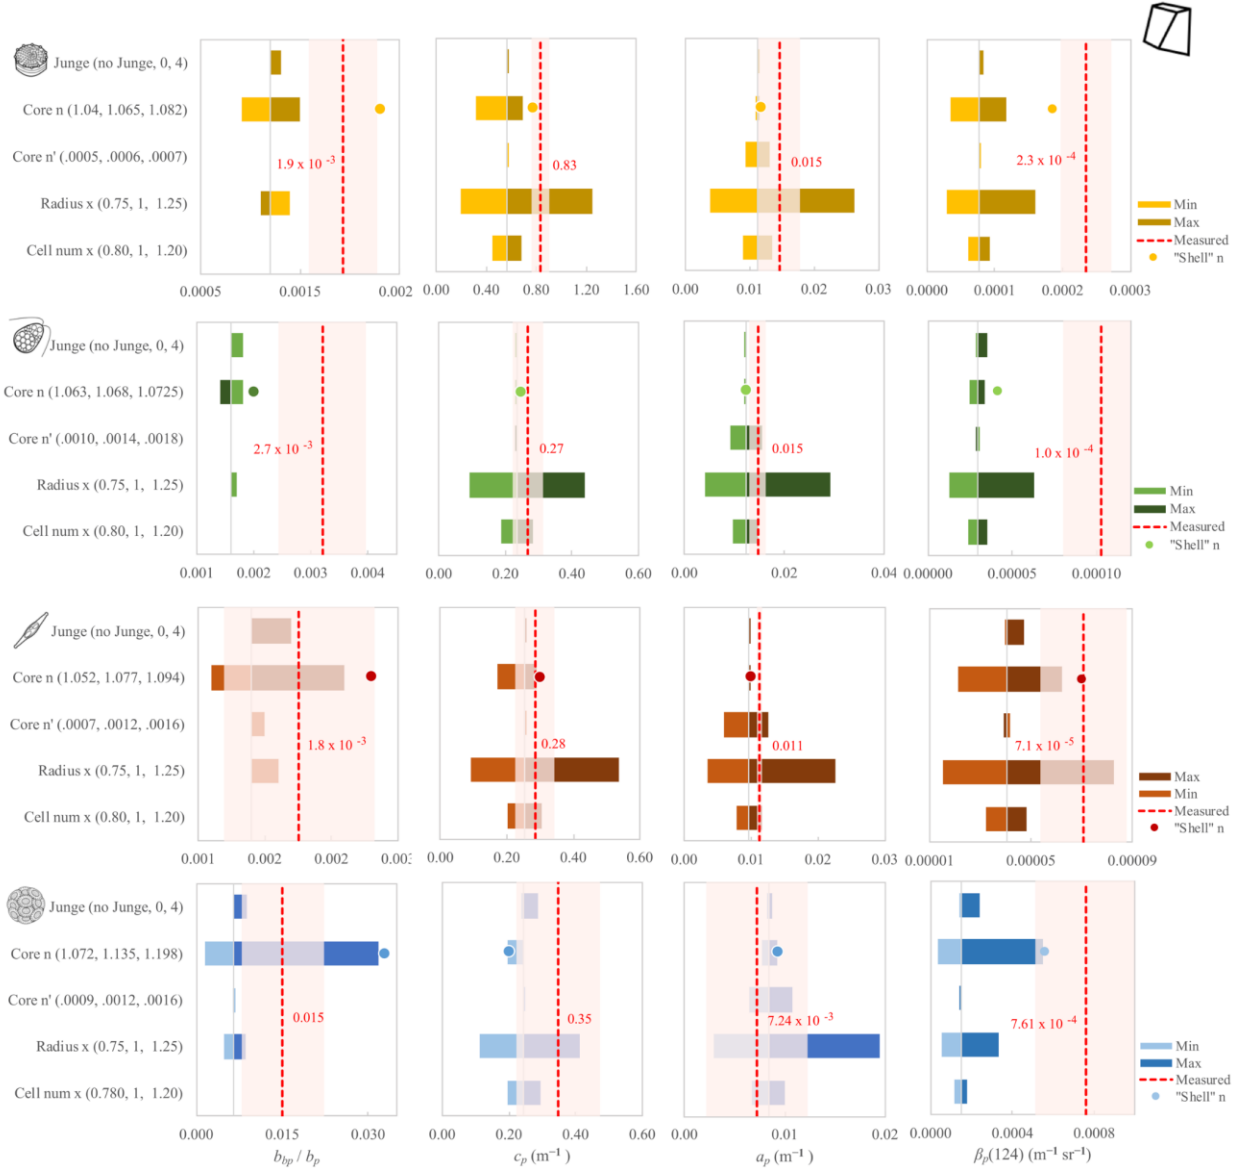 Junge (no Junge, 0, 4)
Core n (1.04, 1.065, 1.082)
Core n' (.0005, .0006, .0007)
Radius x (0.75, 1, 1.25)
Cell num x (0.80, 1, 1.20)
1.9 x 10 -3
0.83
0.015
2.3 x 10 -4
Min
Max
Measured
"Shell" n
0.0005 0.0015 0.002
0.00 0.40 0.80 1.20 1.60
0.00 0.01 0.02 0.03
0.0000 0.0001 0.0002 0.0003
Junge (no Junge, 0, 4)
Core n (1.063, 1.068, 1.0725)
Core n' (.0010, .0014, .0018)
Radius x (0.75, 1, 1.25)
Cell num x (0.80, 1, 1.20)
2.7 x 10 -3
0.27
0.015
1.0 x 10 -4
Min
Max
Measured
"Shell" n
0.001 0.002 0.003 0.004
0.00 0.20 0.40 0.60
0.00 0.02 0.04
0.00000 0.00005 0.00010
Junge (no Junge, 0, 4)
Core n (1.052, 1.077, 1.094)
Core n' (.0007, .0012, .0016)
Radius x (0.75, 1, 1.25)
Cell num x (0.80, 1, 1.20)
1.8 x 10 -3
0.28
0.011
7.1 x 10 -5
Max
Min
Measured
"Shell" n
0.001 0.002 0.002
0.00 0.20 0.40 0.60
0.00 0.01 0.02 0.03
0.00001 0.00005 0.00009
Junge (no Junge, 0, 4)
Core n (1.072, 1.135, 1.198)
Core n' (.0009, .0012, .0016)
Radius x (0.75, 1, 1.25)
Cell num x (0.780, 1, 1.20)
0.015
0.35
7.24 x 10 -3
7.61 x 10 -4
Min
Max
Measured
"Shell" n
0.000 0.015 0.030
0.00 0.20 0.40 0.60
0.00 0.01 0.02
0.0000 0.0004 0.0008
b_bp / b_p
c_p (m⁻¹)
a_p (m⁻¹)
β_p(124) (m⁻¹ sr⁻¹)